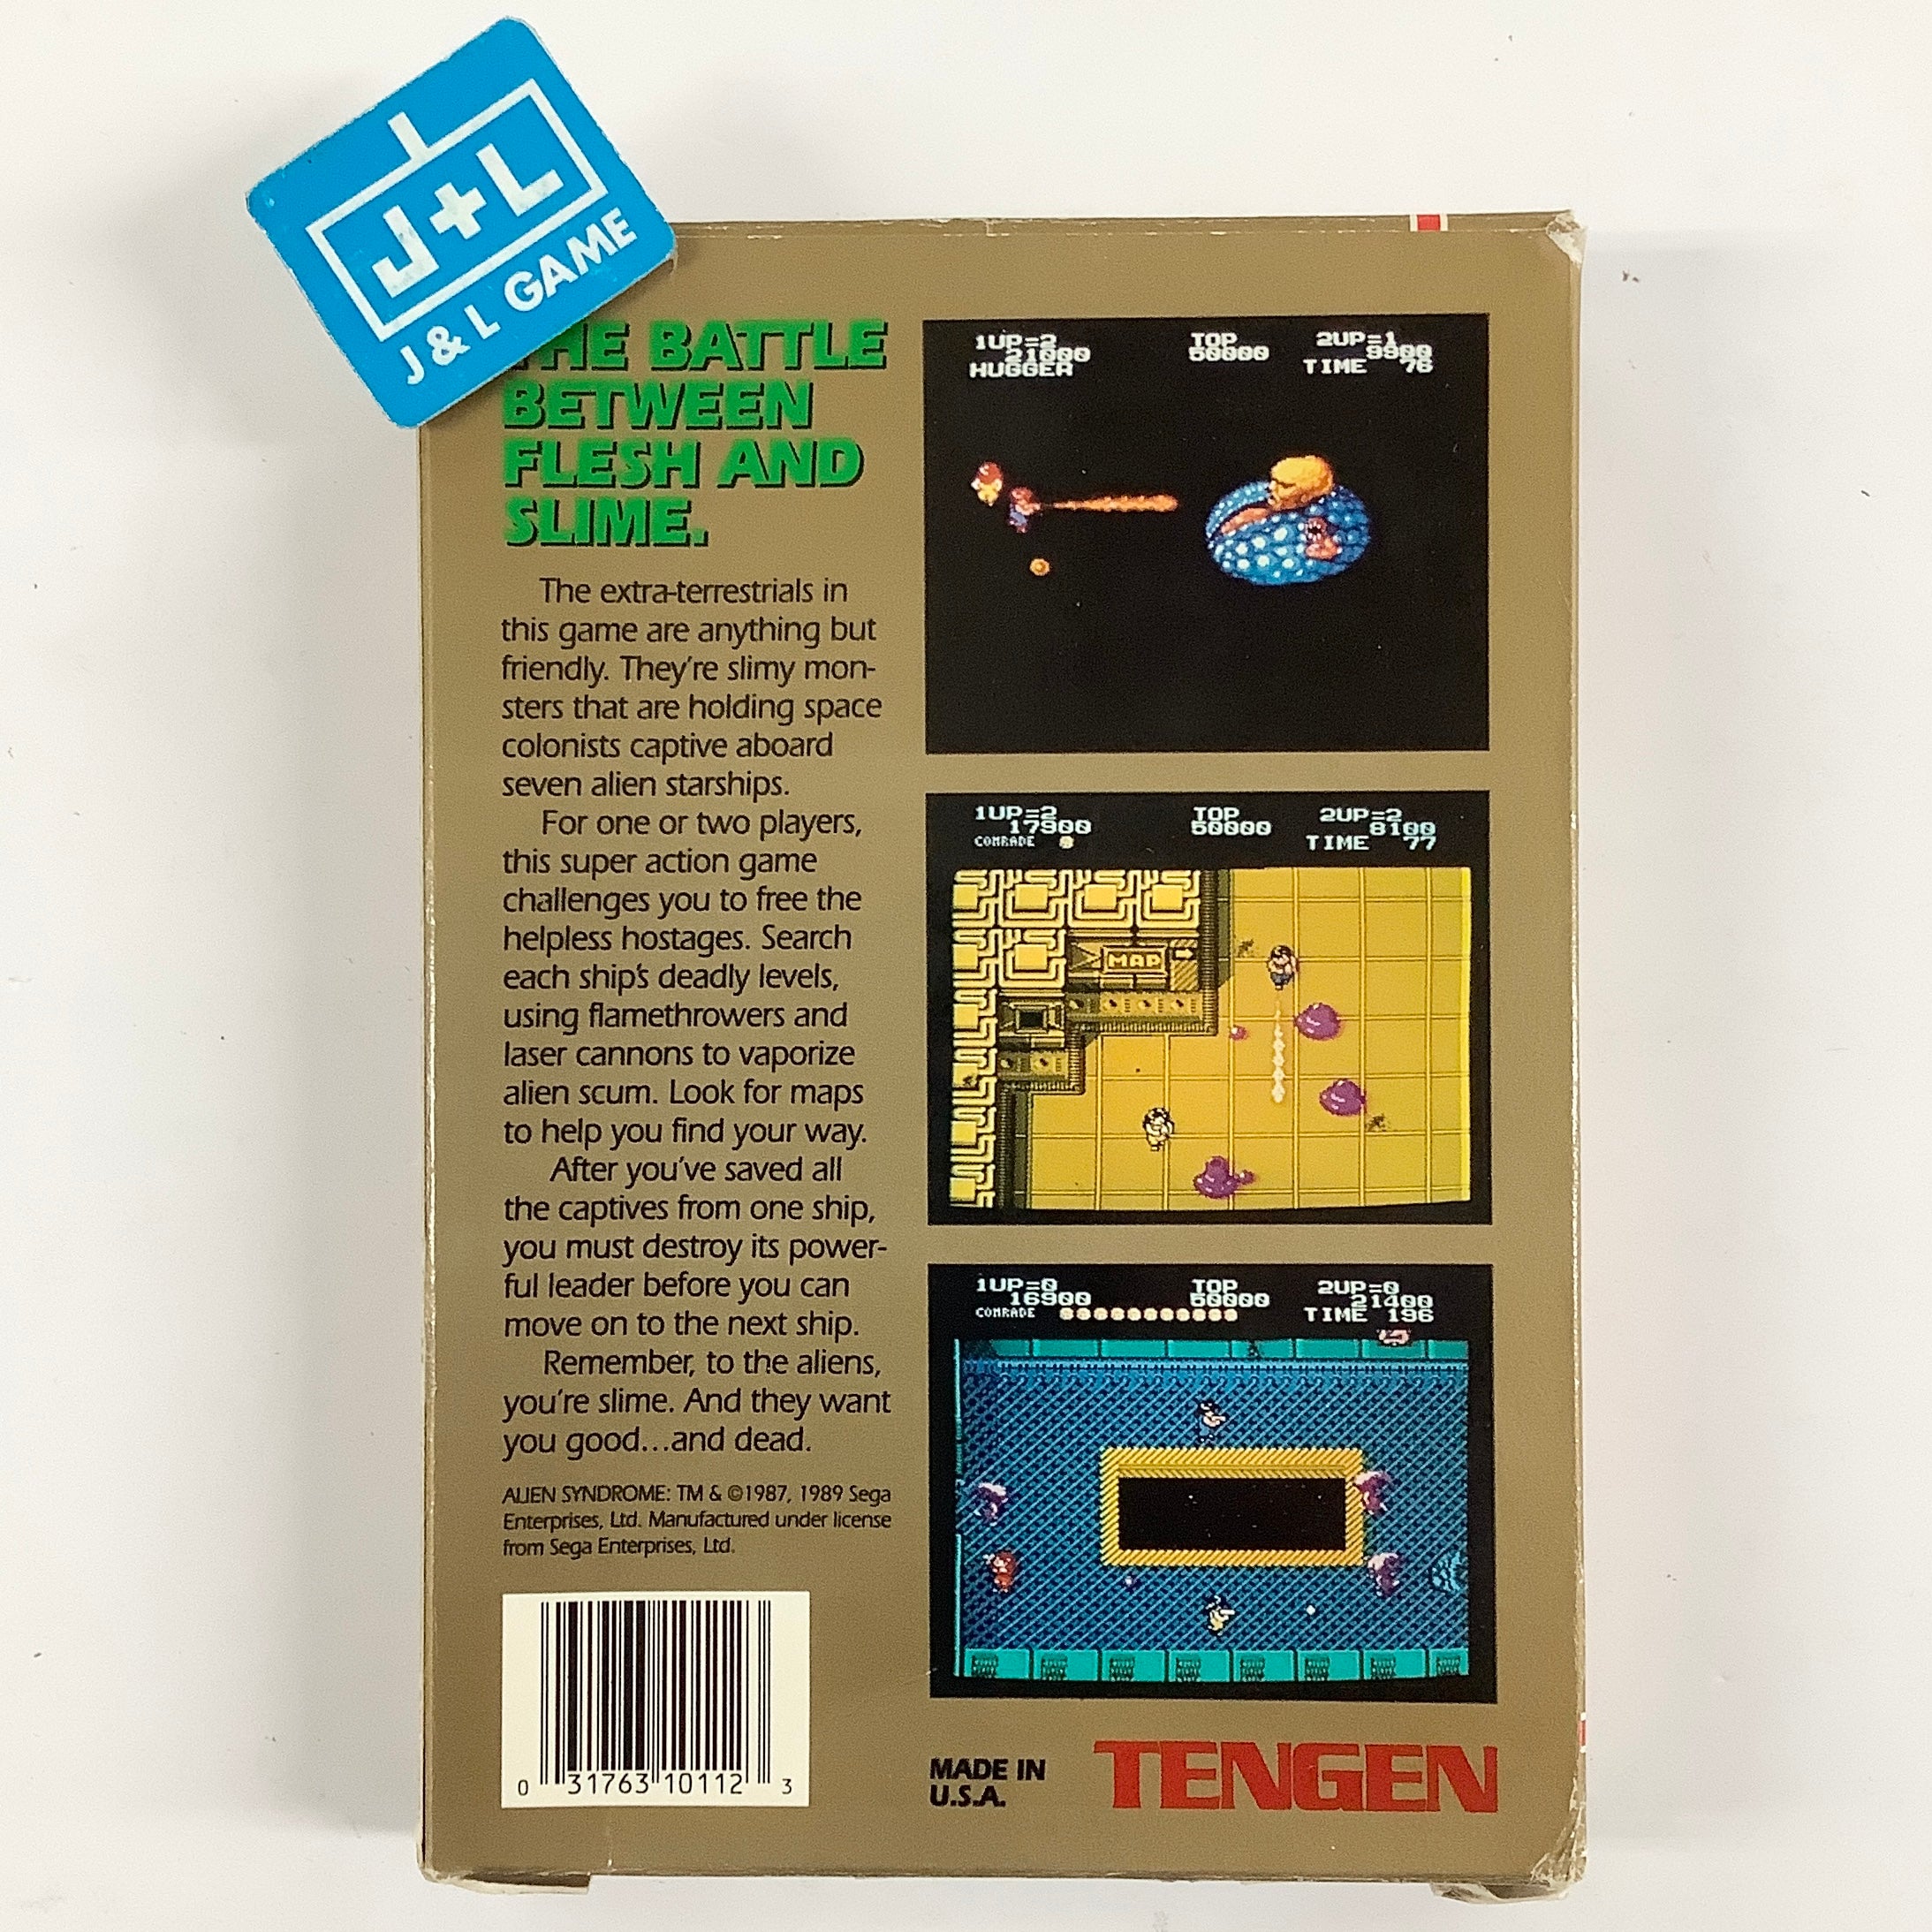 J+L
J & L GAME
THE BATTLE
BETWEEN
FLESH AND
SLIME.
The extra-terrestrials in
this game are anything but
friendly. They're slimy mon-
sters that are holding space
colonists captive aboard
seven alien starships.
For one or two players,
this super action game
challenges you to free the
helpless hostages. Search
each ship's deadly levels,
using flamethrowers and
laser cannons to vaporize
alien scum. Look for maps
to help you find your way.
After you've saved all
the captives from one ship,
you must destroy its power-
ful leader before you can
move on to the next ship.
Remember, to the aliens,
you're slime. And they want
you good...and dead.
ALIEN SYNDROME: TM & ©1987, 1989 Sega
Enterprises, Ltd. Manufactured under license
from Sega Enterprises, Ltd.
0 31763 10112 3
1UP=2 TOP 2UP=1
21000 50000 9900
HUGGER TIME 76
1UP=2 TOP 2UP=2
17900 50000 8100
COMRADE TIME 77
MAP
1UP=0 TOP 2UP=0
16900 50000 21400
COMRADE TIME 196
MADE IN
U.S.A.
TENGEN